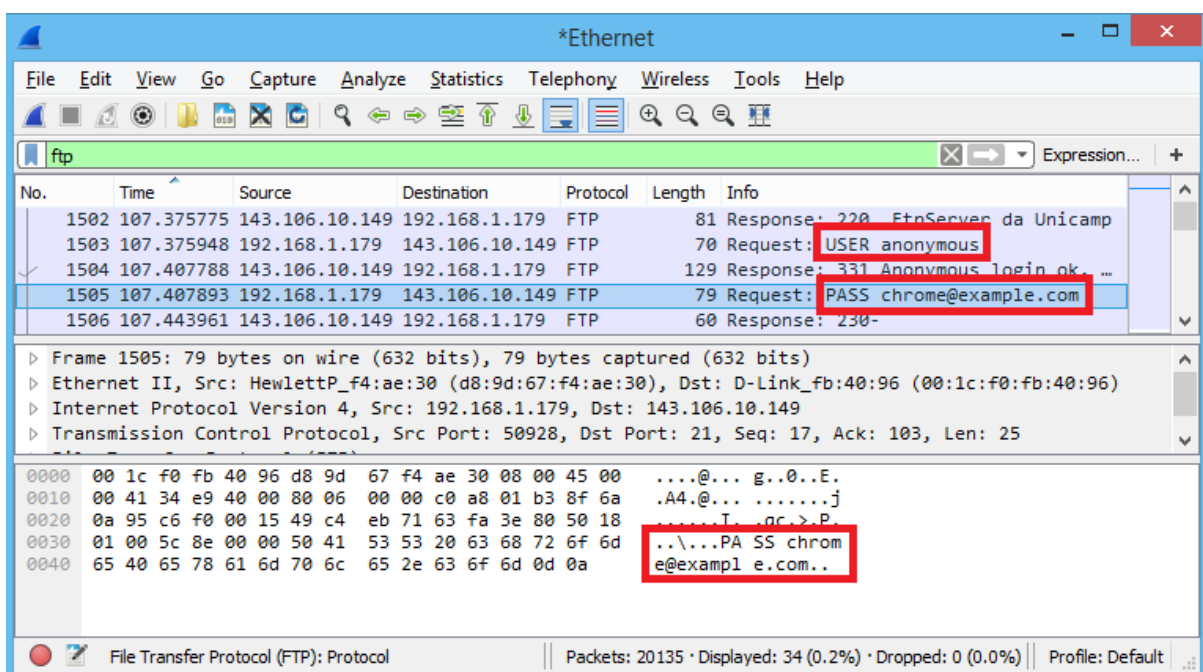 *Ethernet
File Edit View Go Capture Analyze Statistics Telephony Wireless Tools Help
ftp Expression... +
No. Time Source Destination Protocol Length Info
1502 107.375775 143.106.10.149 192.168.1.179 FTP 81 Response: 220 FtpServer da Unicamp
1503 107.375948 192.168.1.179 143.106.10.149 FTP 70 Request: USER anonymous
1504 107.407788 143.106.10.149 192.168.1.179 FTP 129 Response: 331 Anonymous login ok, …
1505 107.407893 192.168.1.179 143.106.10.149 FTP 79 Request: PASS chrome@example.com
1506 107.443961 143.106.10.149 192.168.1.179 FTP 60 Response: 230-
Frame 1505: 79 bytes on wire (632 bits), 79 bytes captured (632 bits)
Ethernet II, Src: HewlettP_f4:ae:30 (d8:9d:67:f4:ae:30), Dst: D-Link_fb:40:96 (00:1c:f0:fb:40:96)
Internet Protocol Version 4, Src: 192.168.1.179, Dst: 143.106.10.149
Transmission Control Protocol, Src Port: 50928, Dst Port: 21, Seq: 17, Ack: 103, Len: 25
0000 00 1c f0 fb 40 96 d8 9d 67 f4 ae 30 08 00 45 00 ....@... g..0..E.
0010 00 41 34 e9 40 00 80 06 00 00 c0 a8 01 b3 8f 6a .A4.@... .......j
0020 0a 95 c6 f0 00 15 49 c4 eb 71 63 fa 3e 80 50 18 ......I. .qc.>.P.
0030 01 00 5c 8e 00 00 50 41 53 53 20 63 68 72 6f 6d ..\...PA SS chrom
0040 65 40 65 78 61 6d 70 6c 65 2e 63 6f 6d 0d 0a e@exampl e.com..
File Transfer Protocol (FTP): Protocol Packets: 20135 · Displayed: 34 (0.2%) · Dropped: 0 (0.0%) Profile: Default